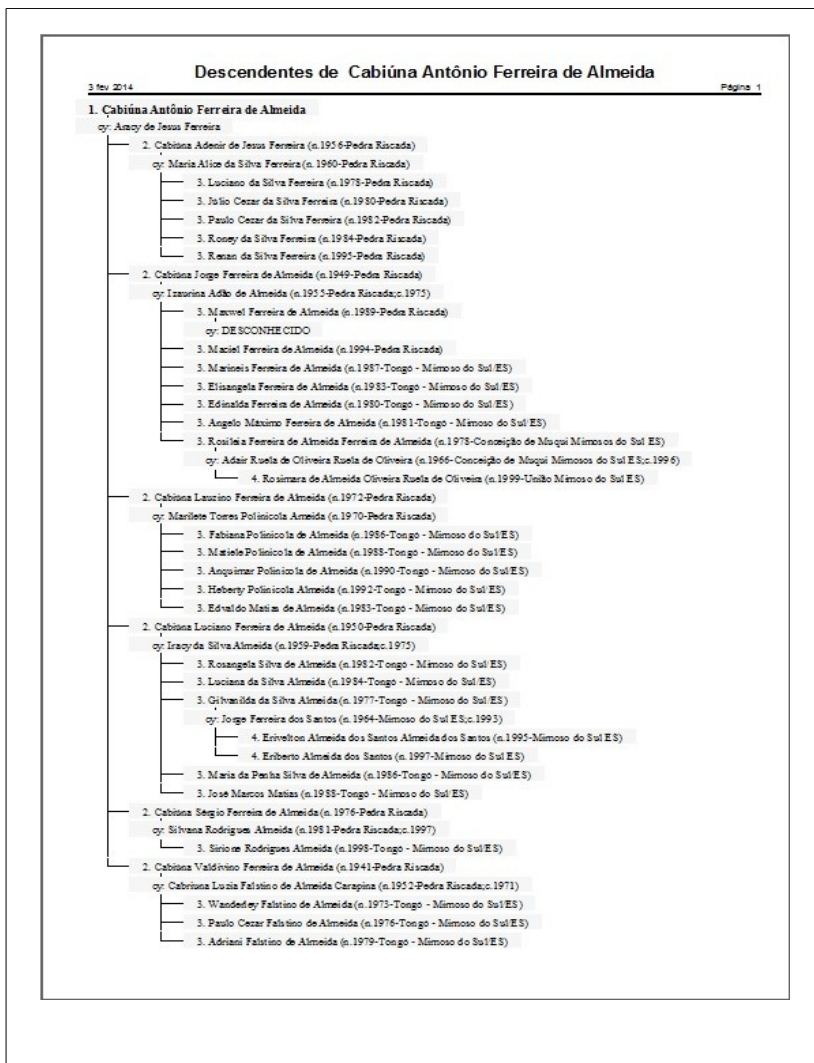 Descendentes de Cabiúna Antônio Ferreira de Almeida
3 fev 2014 Página 1
1. Cabiúna Antônio Ferreira de Almeida
cy: Aracy de Jesus Ferreira
2. Cabiúna Adenir de Jesus Ferreira (n.1956-Pedra Riscada)
cy: Maria Alice da Silva Ferreira (n.1960-Pedra Riscada)
3. Luciano da Silva Ferreira (n.1978-Pedra Riscada)
3. Júlio Cezar da Silva Ferreira (n.1980-Pedra Riscada)
3. Paulo Cezar da Silva Ferreira (n.1982-Pedra Riscada)
3. Roney da Silva Ferreira (n.1984-Pedra Riscada)
3. Renan da Silva Ferreira (n.1995-Pedra Riscada)
2. Cabiúna Jorge Ferreira de Almeida (n.1949-Pedra Riscada)
cy: Izaurina Adão de Almeida (n.1955-Pedra Riscada;c.1975)
3. Maxwel Ferreira de Almeida (n.1989-Pedra Riscada)
cy: DESCONHECIDO
3. Maciel Ferreira de Almeida (n.1994-Pedra Riscada)
3. Marineis Ferreira de Almeida (n.1987-Tongo - Mimoso do Sul/ES)
3. Elisangela Ferreira de Almeida (n.1983-Tongo - Mimoso do Sul/ES)
3. Edinalda Ferreira de Almeida (n.1980-Tongo - Mimoso do Sul/ES)
3. Angelo Máximo Ferreira de Almeida (n.1981-Tongo - Mimoso do Sul/ES)
3. Rosileia Ferreira de Almeida Ferreira de Almeida (n.1978-Conceição de Muqui Mimosos do Sul ES)
cy: Adair Ruela de Oliveira Ruela de Oliveira (n.1966-Conceição de Muqui Mimosos do Sul ES;c.1996)
4. Rosimara de Almeida Oliveira Ruela de Oliveira (n.1999-União Mimoso do Sul ES)
2. Cabiúna Lauzino Ferreira de Almeida (n.1972-Pedra Riscada)
cy: Marilete Torres Polinicola Ameida (n.1970-Pedra Riscada)
3. Fabiana Polinicola de Almeida (n.1986-Tongo - Mimoso do Sul/ES)
3. Matiele Polinicola de Almeida (n.1988-Tongo - Mimoso do Sul/ES)
3. Anquimar Polinicola de Almeida (n.1990-Tongo - Mimoso do Sul/ES)
3. Heberty Polinicola Almeida (n.1992-Tongo - Mimoso do Sul/ES)
3. Edvaldo Matias de Almeida (n.1983-Tongo - Mimoso do Sul/ES)
2. Cabiúna Luciano Ferreira de Almeida (n.1950-Pedra Riscada)
cy: Iracy da Silva Almeida (n.1959-Pedra Riscada;c.1975)
3. Rosangela Silva de Almeida (n.1982-Tongo - Mimoso do Sul/ES)
3. Luciana da Silva Almeida (n.1984-Tongo - Mimoso do Sul/ES)
3. Gilvanilda da Silva Almeida (n.1977-Tongo - Mimoso do Sul/ES)
cy: Jorge Ferreira dos Santos (n.1964-Mimoso do Sul ES;c.1993)
4. Erivelton Almeida dos Santos Almeida dos Santos (n.1995-Mimoso do Sul ES)
4. Eriberto Almeida dos Santos (n.1997-Mimoso do Sul ES)
3. Maria da Penha Silva de Almeida (n.1986-Tongo - Mimoso do Sul/ES)
3. José Marcos Matias (n.1988-Tongo - Mimoso do Sul/ES)
2. Cabiúna Sérgio Ferreira de Almeida (n.1976-Pedra Riscada)
cy: Silvana Rodrigues Almeida (n.1981-Pedra Riscada;c.1997)
3. Sirione Rodrigues Almeida (n.1998-Tongo - Mimoso do Sul/ES)
2. Cabiúna Valdivino Ferreira de Almeida (n.1941-Pedra Riscada)
cy: Cabriuna Luzia Falstino de Almeida Carapina (n.1952-Pedra Riscada;c.1971)
3. Wanderley Falstino de Almeida (n.1973-Tongo - Mimoso do Sul/ES)
3. Paulo Cezar Falstino de Almeida (n.1976-Tongo - Mimoso do Sul/ES)
3. Adriani Falstino de Almeida (n.1979-Tongo - Mimoso do Sul/ES)